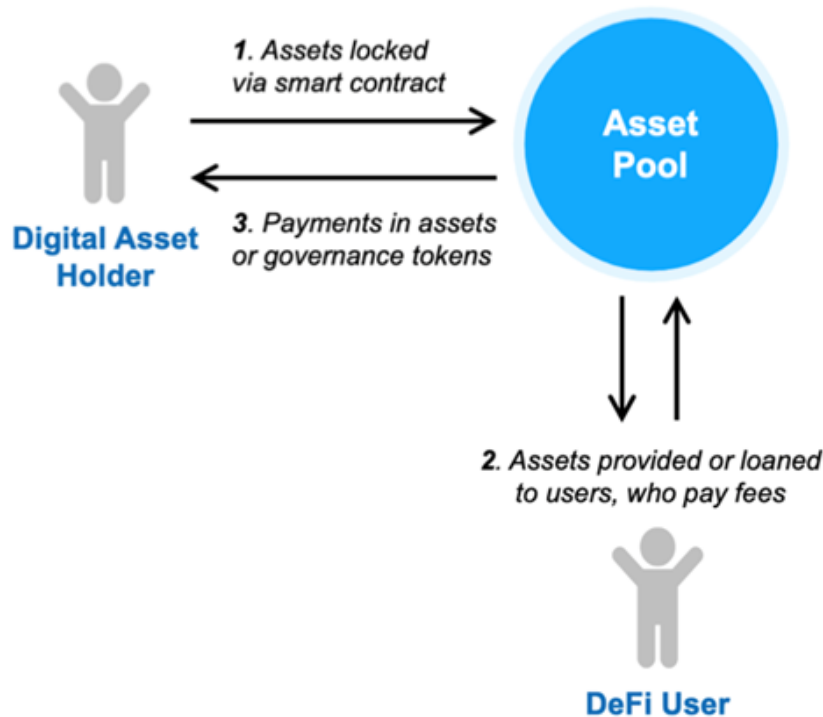 1. Assets locked
via smart contract
Asset
Pool
3. Payments in assets
or governance tokens
Digital Asset
Holder
2. Assets provided or loaned
to users, who pay fees
DeFi User